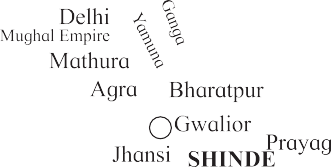 Ganga
Delhi
Yamuna
Mughal Empire
Mathura
Agra
Bharatpur
Gwalior
Prayag
Jhansi
SHINDE